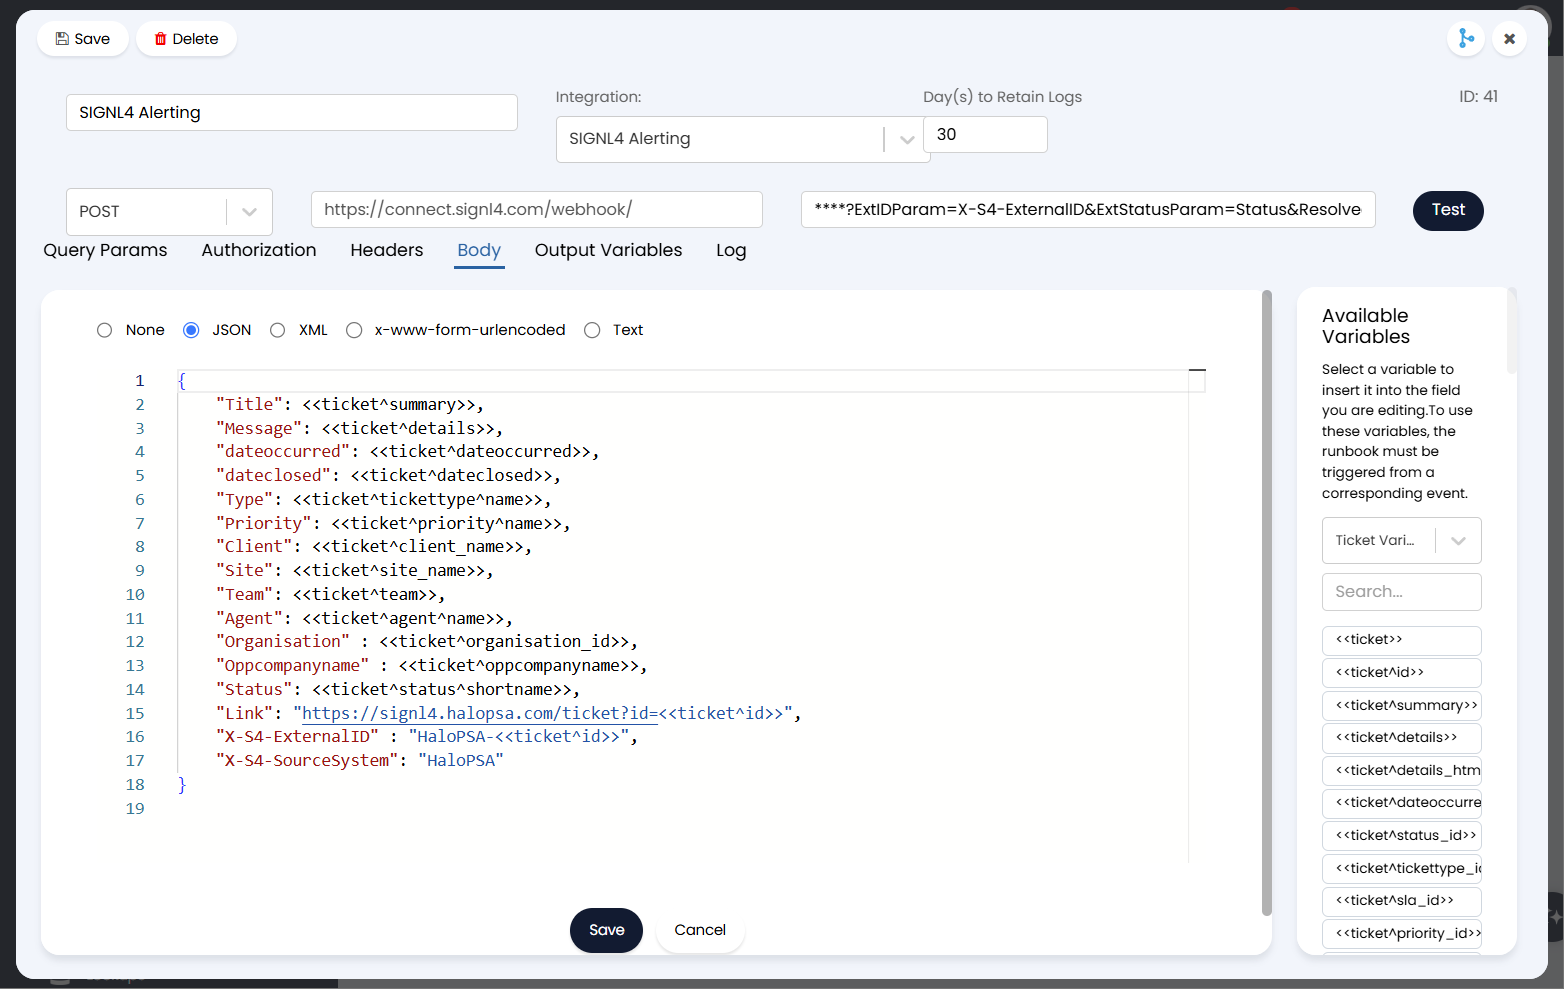 Save
Delete
SIGNL4 Alerting
Integration:
SIGNL4 Alerting
Day(s) to Retain Logs
30
ID: 41
POST
https://connect.signl4.com/webhook/
****?ExtIDParam=X-S4-ExternalID&ExtStatusParam=Status&Resolve
Test
Query Params
Authorization
Headers
Body
Output Variables
Log
None
JSON
XML
x-www-form-urlencoded
Text
1 {
2 "Title": <<ticket^summary>>,
3 "Message": <<ticket^details>>,
4 "dateoccurred": <<ticket^dateoccurred>>,
5 "dateclosed": <<ticket^dateclosed>>,
6 "Type": <<ticket^tickettype^name>>,
7 "Priority": <<ticket^priority^name>>,
8 "Client": <<ticket^client_name>>,
9 "Site": <<ticket^site_name>>,
10 "Team": <<ticket^team>>,
11 "Agent": <<ticket^agent^name>>,
12 "Organisation" : <<ticket^organisation_id>>,
13 "Oppcompanyname" : <<ticket^oppcompanyname>>,
14 "Status": <<ticket^status^shortname>>,
15 "Link": "https://signl4.halopsa.com/ticket?id=<<ticket^id>>",
16 "X-S4-ExternalID" : "HaloPSA-<<ticket^id>>",
17 "X-S4-SourceSystem": "HaloPSA"
18 }
19
Save
Cancel
Available
Variables
Select a variable to
insert it into the field
you are editing.To use
these variables, the
runbook must be
triggered from a
corresponding event.
Ticket Vari...
Search...
<<ticket>>
<<ticket^id>>
<<ticket^summary>>
<<ticket^details>>
<<ticket^details_htm
<<ticket^dateoccurre
<<ticket^status_id>>
<<ticket^tickettype_i
<<ticket^sla_id>>
<<ticket^priority_id>>